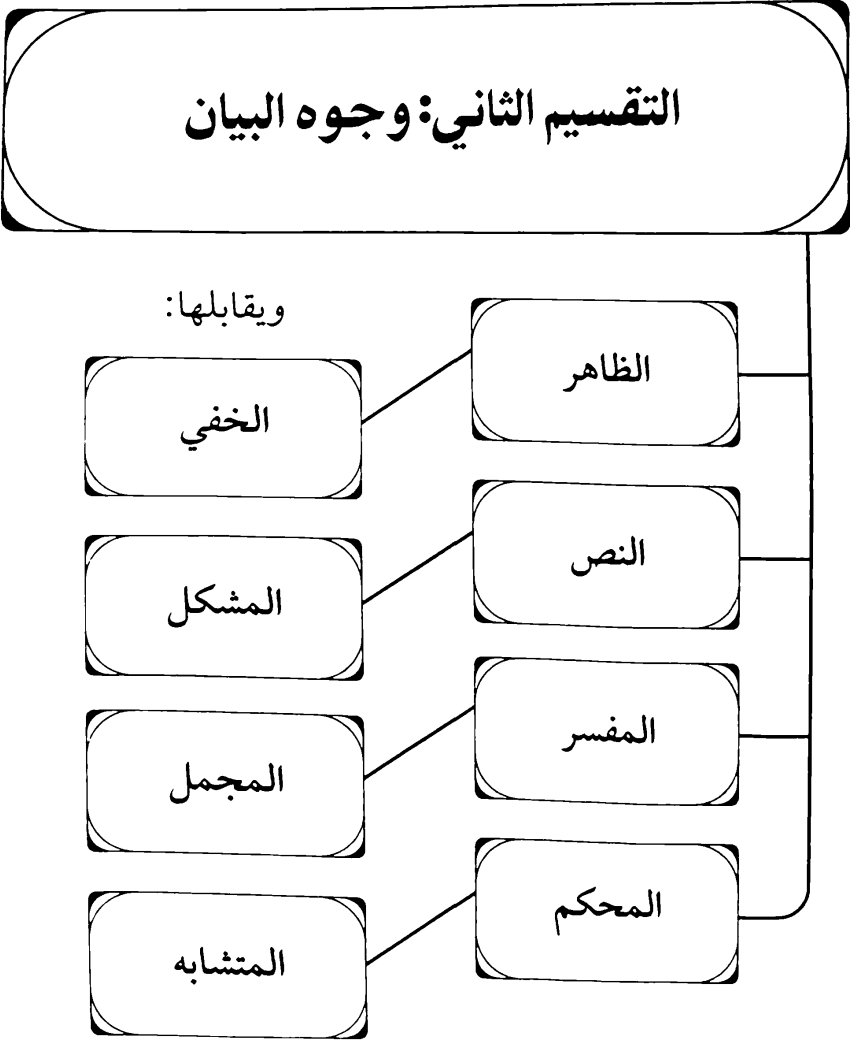 التقسيم الثاني: وجوه البيان
ويقابلها:
الظاهر
الخفي
النص
المشكل
المفسر
المجمل
المحكم
المتشابه